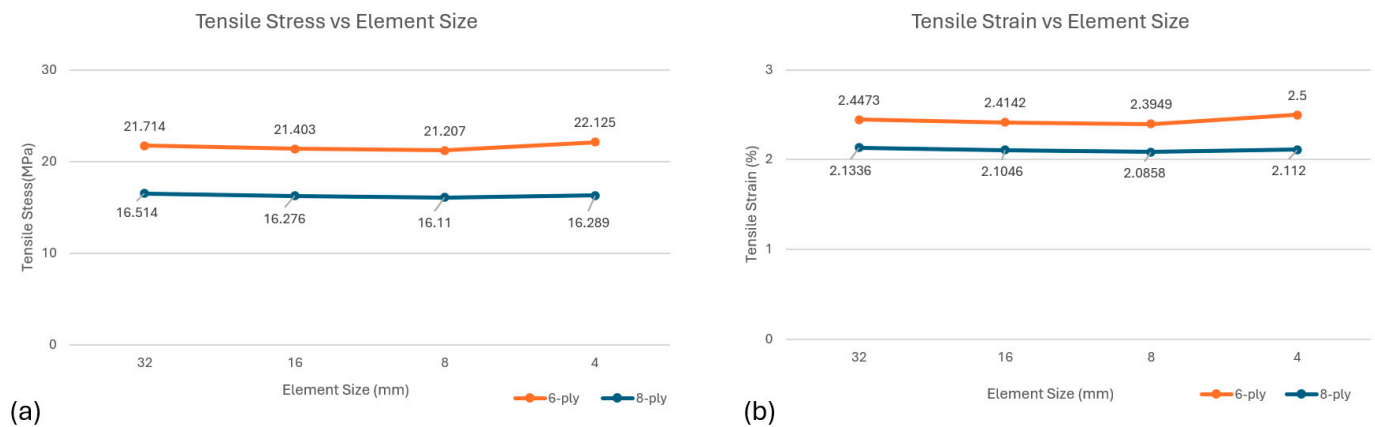 Tensile Stress vs Element Size
30
20
10
0
Tensile Stess(MPa)
21.714
21.403
21.207
22.125
16.514
16.276
16.11
16.289
32
16
8
4
Element Size (mm)
6-ply
8-ply
(a)
Tensile Strain vs Element Size
3
2
1
0
Tensile Strain (%)
2.4473
2.4142
2.3949
2.5
2.1336
2.1046
2.0858
2.112
32
16
8
4
Element Size (mm)
6-ply
8-ply
(b)